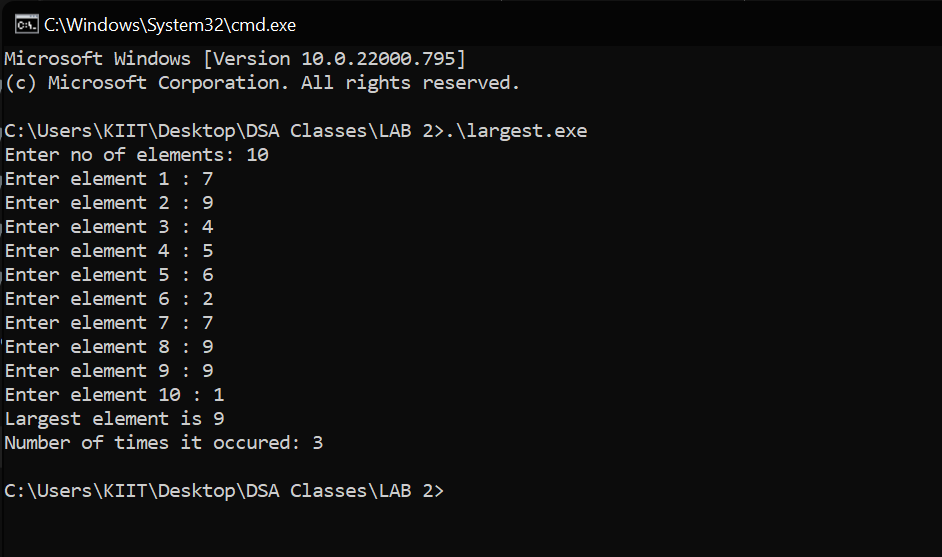 C:\Windows\System32\cmd.exe
Microsoft Windows [Version 10.0.22000.795]
(c) Microsoft Corporation. All rights reserved.
C:\Users\KIIT\Desktop\DSA Classes\LAB 2>.\largest.exe
Enter no of elements: 10
Enter element 1 : 7
Enter element 2 : 9
Enter element 3 : 4
Enter element 4 : 5
Enter element 5 : 6
Enter element 6 : 2
Enter element 7 : 7
Enter element 8 : 9
Enter element 9 : 9
Enter element 10 : 1
Largest element is 9
Number of times it occured: 3
C:\Users\KIIT\Desktop\DSA Classes\LAB 2>